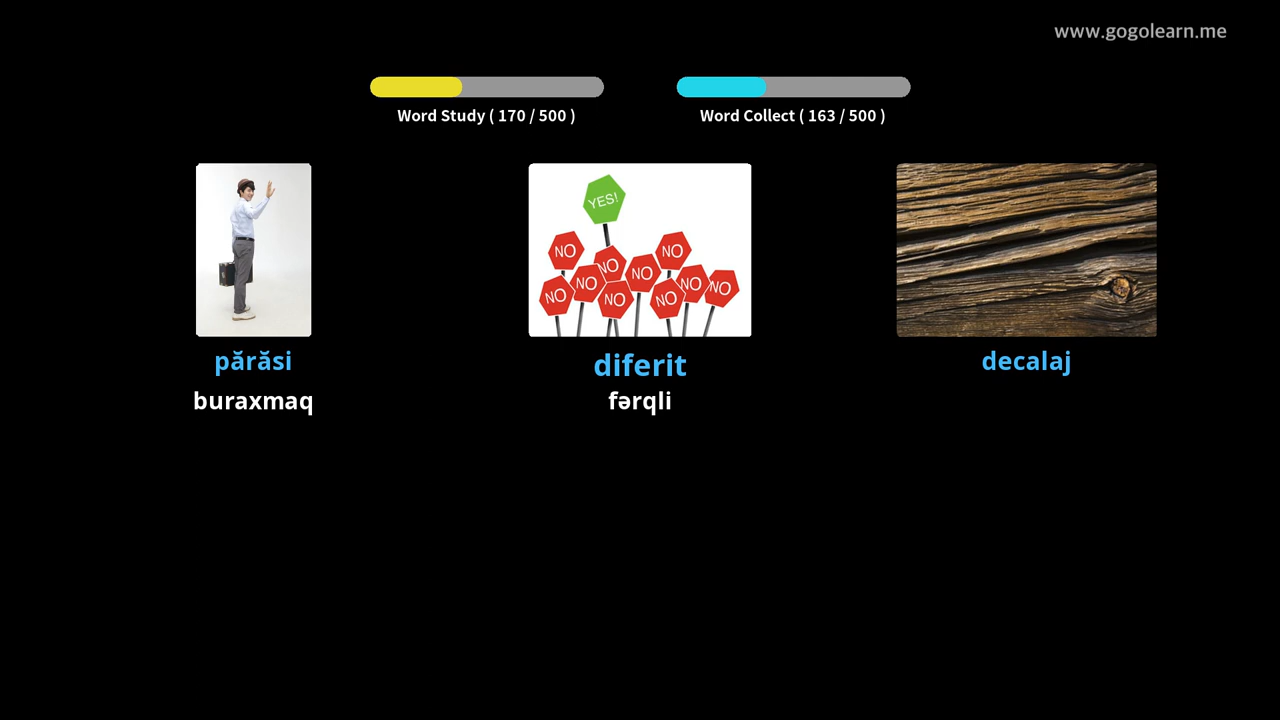 www.gogolearn.me
Word Study ( 170 / 500 )
Word Collect ( 163 / 500 )
YES!
NO
NO
NO
NO
NO
NO
NO
NO
NO
NO
părăsi
diferit
decalaj
buraxmaq
fərqli